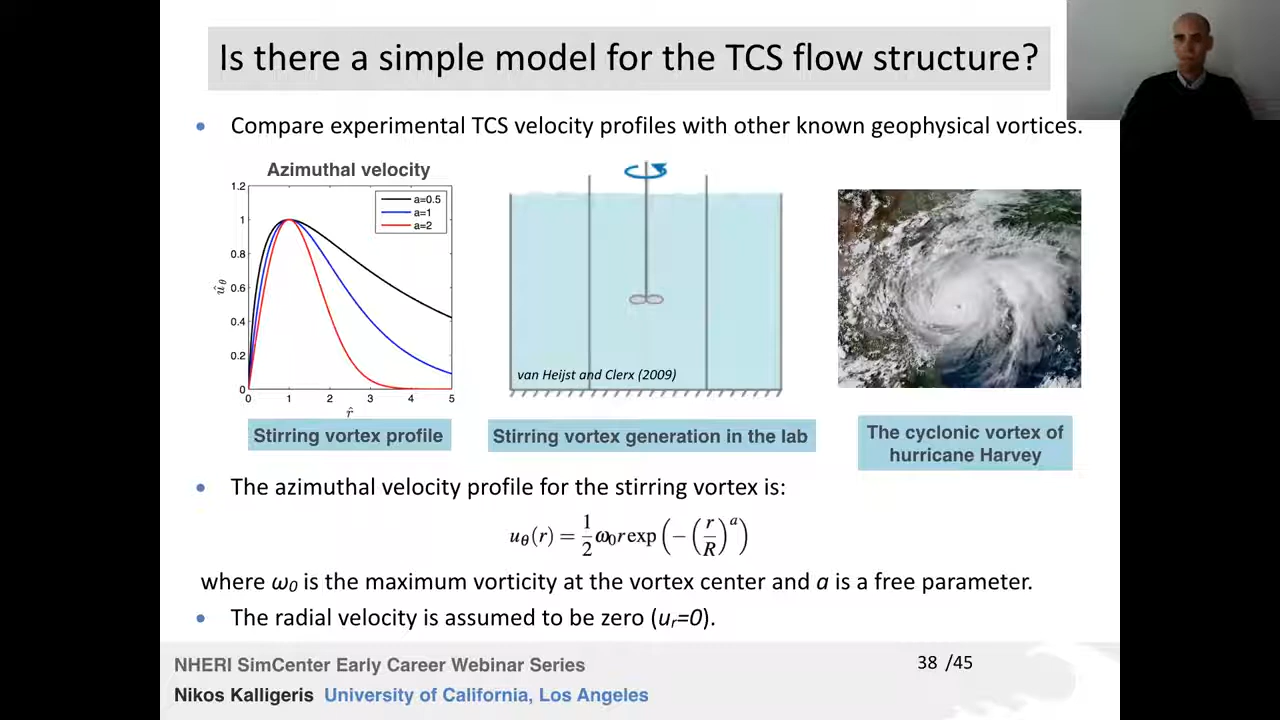 Is there a simple model for the TCS flow structure?
• Compare experimental TCS velocity profiles with other known geophysical vortices.
Azimuthal velocity
1.2
1
0.8
0.6
0.4
0.2
0
û_θ
a=0.5
a=1
a=2
0 1 2 3 4 5
r̂
van Heijst and Clerx (2009)
Stirring vortex profile
Stirring vortex generation in the lab
The cyclonic vortex of
hurricane Harvey
• The azimuthal velocity profile for the stirring vortex is:
u_θ(r) = 1/2 ω₀r exp(−(r/R)^a)
where ω₀ is the maximum vorticity at the vortex center and a is a free parameter.
• The radial velocity is assumed to be zero (u_r=0).
NHERI SimCenter Early Career Webinar Series
38 /45
Nikos Kalligeris University of California, Los Angeles